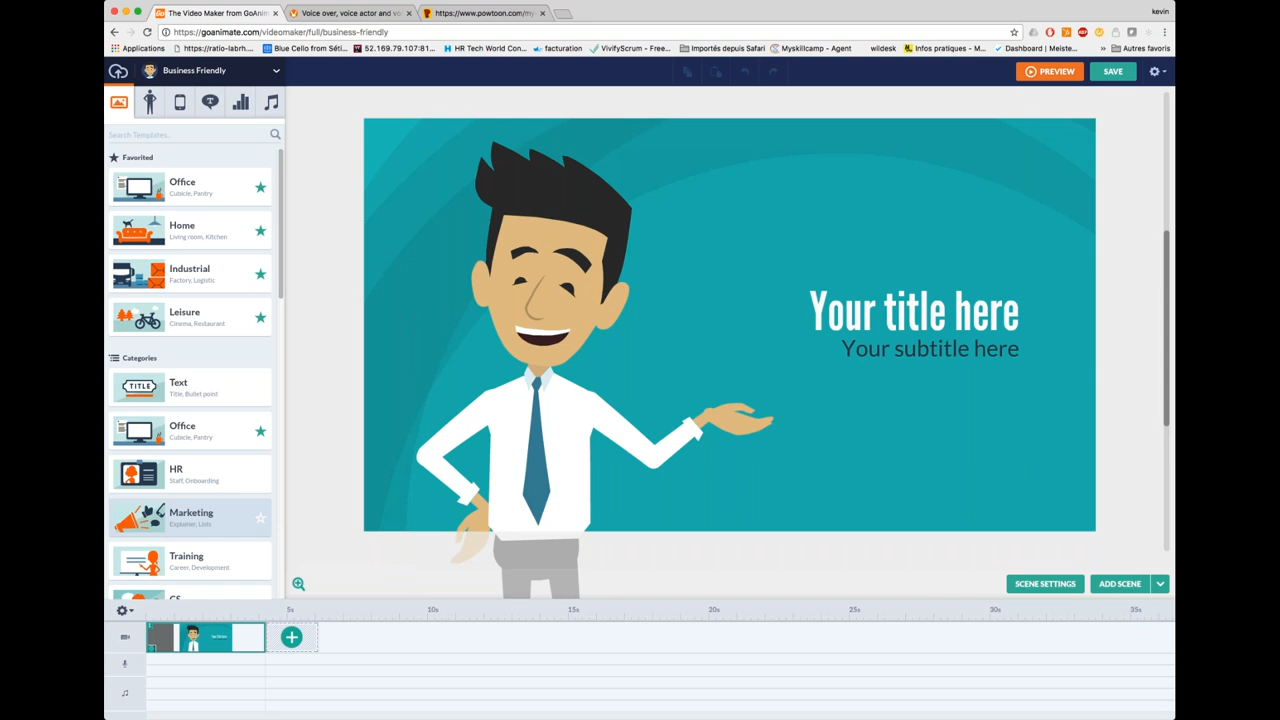 kevin
The Video Maker from GoAnim
Voice over, voice actor and vo
https://www.powtoon.com/my
https://goanimate.com/videomaker/full/business-friendly
Applications
https://ratio-labrh...
Blue Cello from Séti...
52.169.79.107:81...
HR Tech World Con...
facturation
VivifyScrum - Free...
Importés depuis Safari
Myskillcamp - Agent
wildesk
Infos pratiques - M...
Dashboard | Meiste...
» Autres favoris
Business Friendly
PREVIEW
SAVE
Search Templates...
Favorited
Office
Cubicle, Pantry
Home
Living room, Kitchen
Industrial
Factory, Logistic
Leisure
Cinema, Restaurant
Categories
TITLE
Text
Title, Bullet point
Office
Cubicle, Pantry
HR
Staff, Onboarding
Marketing
Explainer, Lists
Training
Career, Development
Your title here
Your subtitle here
SCENE SETTINGS
ADD SCENE
5s
10s
15s
20s
25s
30s
35s